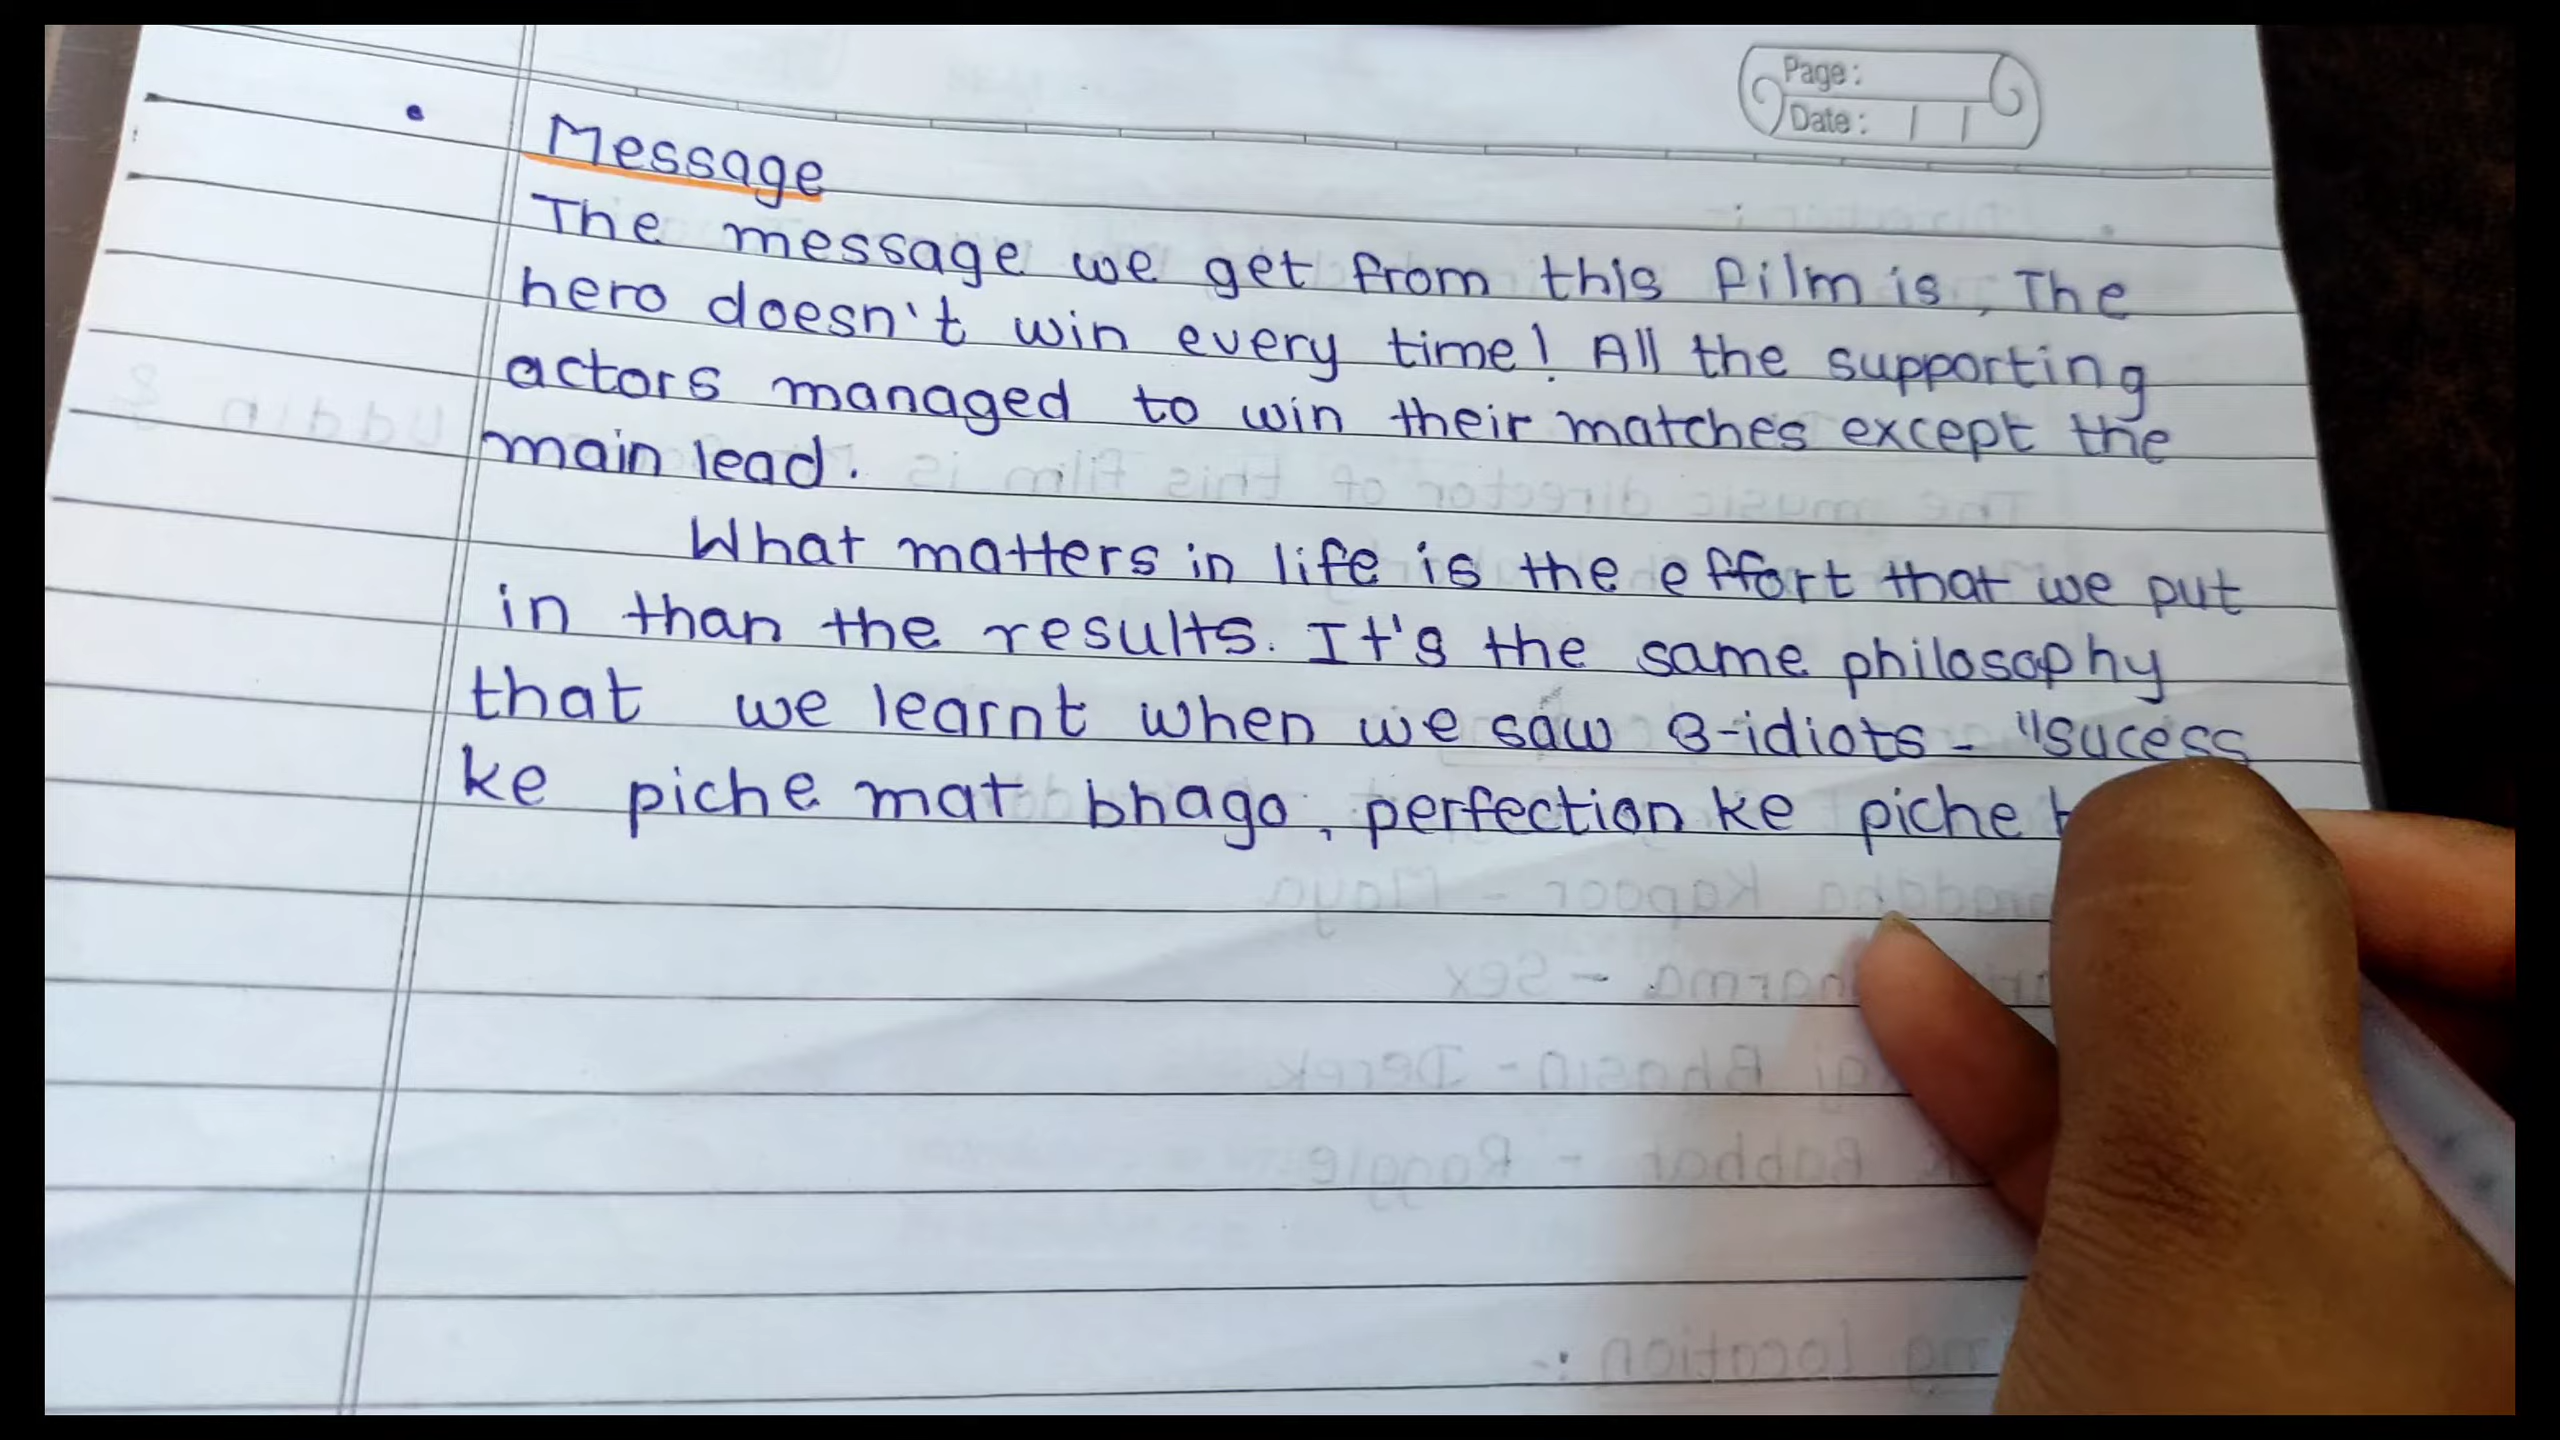 Page :
Date :
Message
The message we get from this film is, The
hero doesn't win every time! All the supporting
actors managed to win their matches except the
main lead.
What matters in life is the effort that we put
in than the results. It's the same philosophy
that we learnt when we saw 3-idiots - "sucess
ke piche mat bhago, perfection ke piche